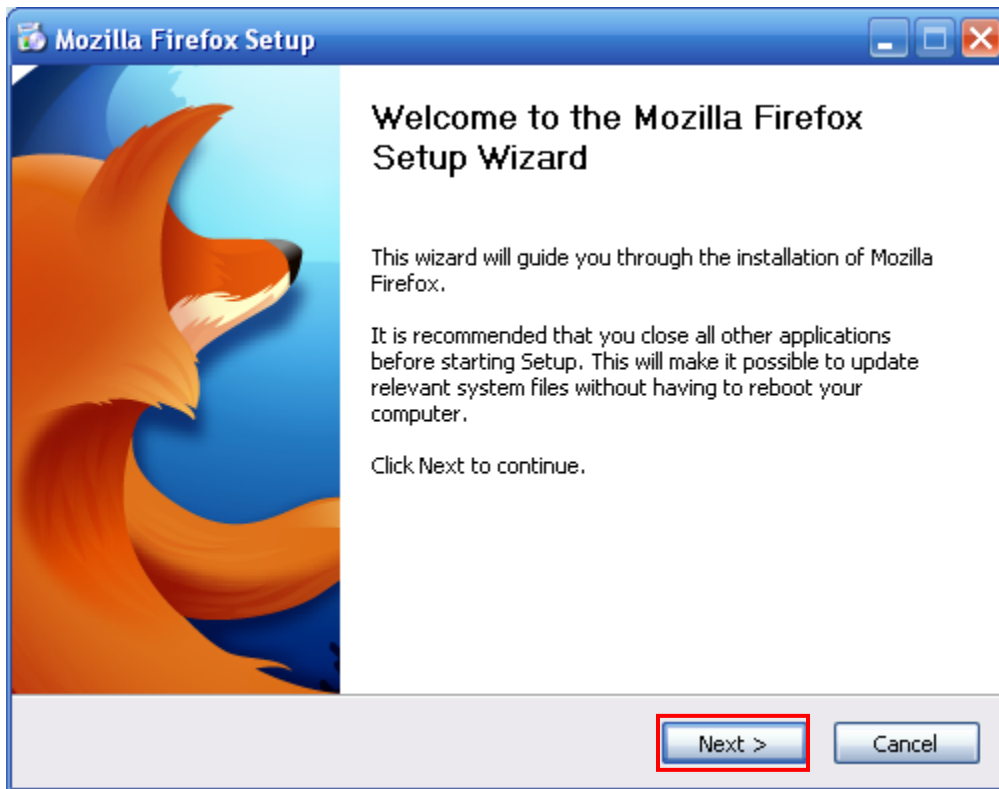 Mozilla Firefox Setup
Welcome to the Mozilla Firefox
Setup Wizard
This wizard will guide you through the installation of Mozilla
Firefox.
It is recommended that you close all other applications
before starting Setup. This will make it possible to update
relevant system files without having to reboot your
computer.
Click Next to continue.
Next >
Cancel